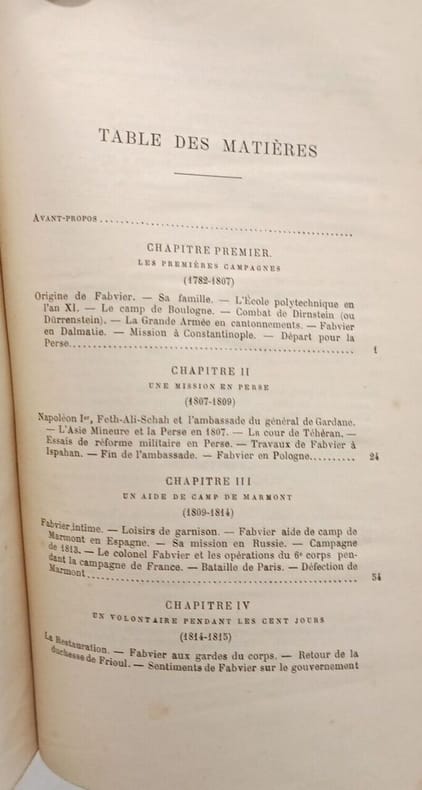 TABLE DES MATIÈRES
AVANT-PROPOS
CHAPITRE PREMIER.
LES PREMIÈRES CAMPAGNES
(1782-1807)
Origine de Fabvier. — Sa famille. — L'École polytechnique en
l'an XI. — Le camp de Boulogne. — Combat de Dirnstein (ou
Dürrenstein). — La Grande Armée en cantonnements. — Fabvier
en Dalmatie. — Mission à Constantinople. — Départ pour la
Perse. 1
CHAPITRE II
UNE MISSION EN PERSE
(1807-1809)
Napoléon Ier, Feth-Ali-Schah et l'ambassade du général de Gardane.
— L'Asie Mineure et la Perse en 1807. — La cour de Téhéran. —
Essais de réforme militaire en Perse. — Travaux de Fabvier à
Ispahan. — Fin de l'ambassade. — Fabvier en Pologne. 24
CHAPITRE III
UN AIDE DE CAMP DE MARMONT
(1809-1814)
Fabvier intime. — Loisirs de garnison. — Fabvier aide de camp de
Marmont en Espagne. — Sa mission en Russie. — Campagne
de 1813. — Le colonel Fabvier et les opérations du 6e corps pen-
dant la campagne de France. — Bataille de Paris. — Défection de
Marmont. 54
CHAPITRE IV
UN VOLONTAIRE PENDANT LES CENT JOURS
(1814-1815)
La Restauration. — Fabvier aux gardes du corps. — Retour de la
duchesse de Frioul. — Sentiments de Fabvier sur le gouvernement